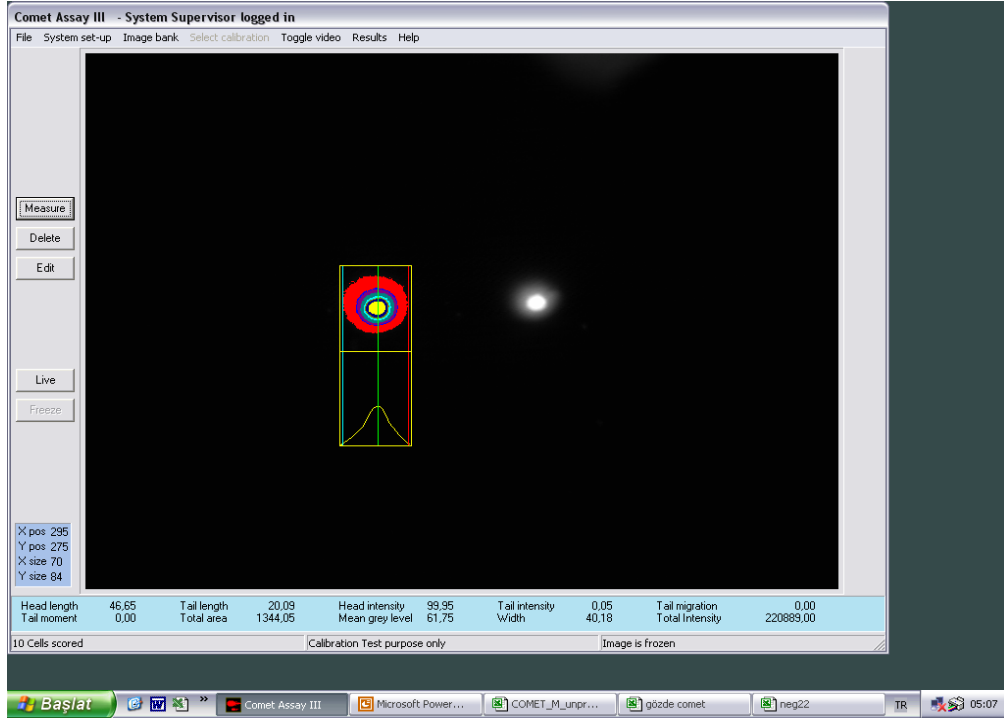 Comet Assay III - System Supervisor logged in
File System set-up Image bank Select calibration Toggle video Results Help
Measure
Delete
Edit
Live
Freeze
X pos 295
Y pos 275
X size 70
Y size 84
Head length 46,65 Tail length 20,09 Head intensity 99,95 Tail intensity 0,05 Tail migration 0,00
Tail moment 0,00 Total area 1344,05 Mean grey level 61,75 Width 40,18 Total Intensity 220889,00
10 Cells scored Calibration Test purpose only Image is frozen
Başlat » Comet Assay III Microsoft Power... COMET_M_unpr... gözde comet neg22 TR 05:07